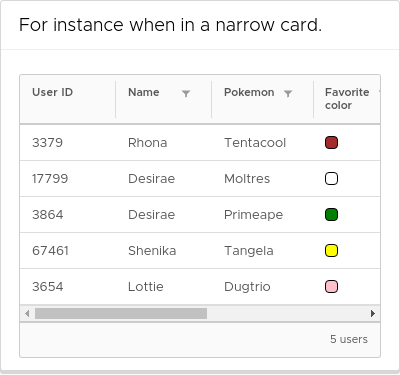 For instance when in a narrow card.
User ID Name Pokemon Favorite color
3379 Rhona Tentacool
17799 Desirae Moltres
3864 Desirae Primeape
67461 Shenika Tangela
3654 Lottie Dugtrio
5 users